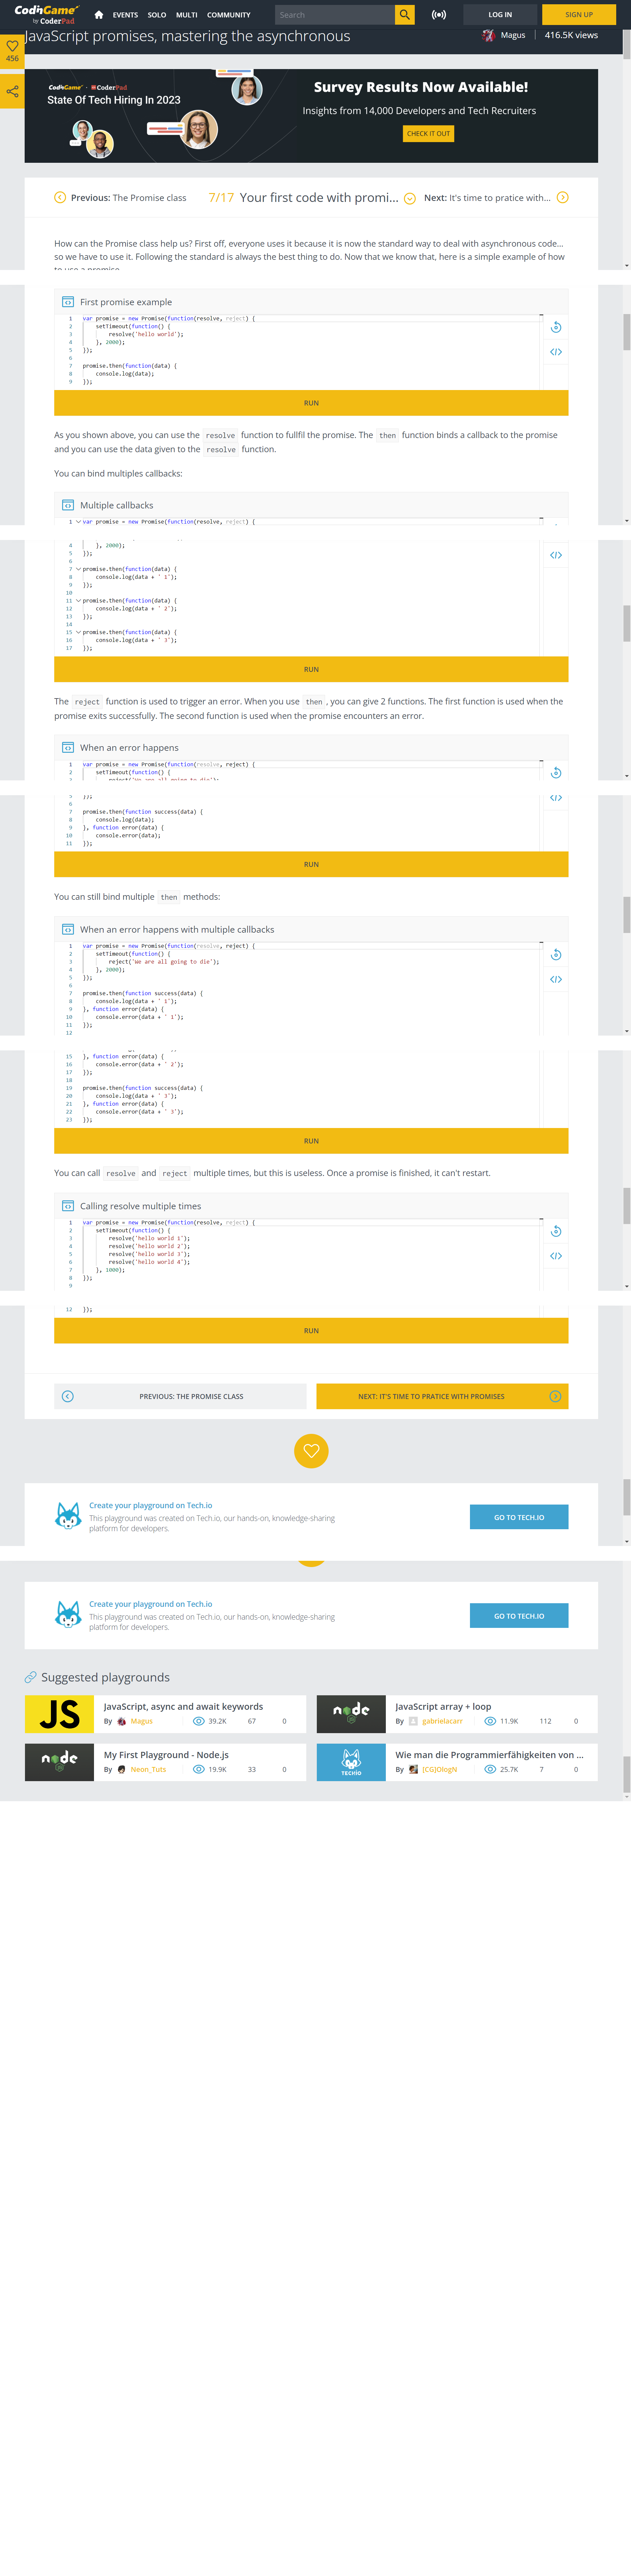 CodinGame
by CoderPad
EVENTS
SOLO
MULTI
COMMUNITY
Search
LOG IN
SIGN UP
JavaScript promises, mastering the asynchronous
Magus
416.5K views
456
CodinGame · CoderPad
State Of Tech Hiring In 2023
Survey Results Now Available!
Insights from 14,000 Developers and Tech Recruiters
CHECK IT OUT
Previous: The Promise class
7/17 Your first code with promi...
Next: It's time to pratice with...
How can the Promise class help us? First off, everyone uses it because it is now the standard way to deal with asynchronous code...
so we have to use it. Following the standard is always the best thing to do. Now that we know that, here is a simple example of how
to use a promise
First promise example
1 var promise = new Promise(function(resolve, reject) {
2 setTimeout(function() {
3 resolve('hello world');
4 }, 2000);
5 });
6
7 promise.then(function(data) {
8 console.log(data);
9 });
RUN
As you shown above, you can use the resolve function to fullfil the promise. The then function binds a callback to the promise
and you can use the data given to the resolve function.
You can bind multiples callbacks:
Multiple callbacks
1 var promise = new Promise(function(resolve, reject) {
4 }, 2000);
5 });
6
7 promise.then(function(data) {
8 console.log(data + ' 1');
9 });
10
11 promise.then(function(data) {
12 console.log(data + ' 2');
13 });
14
15 promise.then(function(data) {
16 console.log(data + ' 3');
17 });
RUN
The reject function is used to trigger an error. When you use then , you can give 2 functions. The first function is used when the
promise exits successfully. The second function is used when the promise encounters an error.
When an error happens
1 var promise = new Promise(function(resolve, reject) {
2 setTimeout(function() {
reject('We are all going to die');
5 });
6
7 promise.then(function success(data) {
8 console.log(data);
9 }, function error(data) {
10 console.error(data);
11 });
RUN
You can still bind multiple then methods:
When an error happens with multiple callbacks
1 var promise = new Promise(function(resolve, reject) {
2 setTimeout(function() {
3 reject('We are all going to die');
4 }, 2000);
5 });
6
7 promise.then(function success(data) {
8 console.log(data + ' 1');
9 }, function error(data) {
10 console.error(data + ' 1');
11 });
12
15 }, function error(data) {
16 console.error(data + ' 2');
17 });
18
19 promise.then(function success(data) {
20 console.log(data + ' 3');
21 }, function error(data) {
22 console.error(data + ' 3');
23 });
RUN
You can call resolve and reject multiple times, but this is useless. Once a promise is finished, it can't restart.
Calling resolve multiple times
1 var promise = new Promise(function(resolve, reject) {
2 setTimeout(function() {
3 resolve('hello world 1');
4 resolve('hello world 2');
5 resolve('hello world 3');
6 resolve('hello world 4');
7 }, 1000);
8 });
9
12 });
RUN
PREVIOUS: THE PROMISE CLASS
NEXT: IT'S TIME TO PRATICE WITH PROMISES
Create your playground on Tech.io
This playground was created on Tech.io, our hands-on, knowledge-sharing
platform for developers.
GO TO TECH.IO
Create your playground on Tech.io
This playground was created on Tech.io, our hands-on, knowledge-sharing
platform for developers.
GO TO TECH.IO
Suggested playgrounds
JS
JavaScript, async and await keywords
By Magus 39.2K 67 0
node
JavaScript array + loop
By gabrielacarr 11.9K 112 0
node
My First Playground - Node.js
By Neon_Tuts 19.9K 33 0
TECHIO
Wie man die Programmierfähigkeiten von ...
By [CG]OlogN 25.7K 7 0